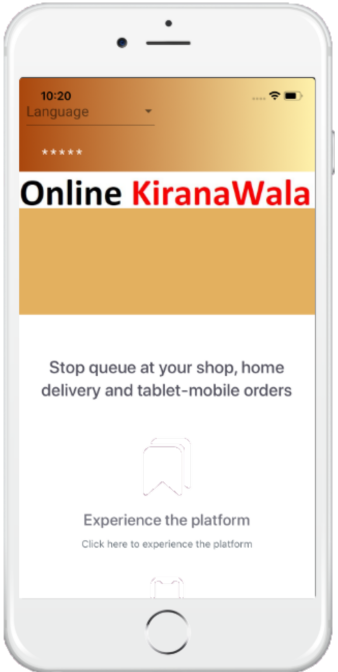 10:20
Language
*****
Online KiranaWala
Stop queue at your shop, home
delivery and tablet-mobile orders
Experience the platform
Click here to experience the platform